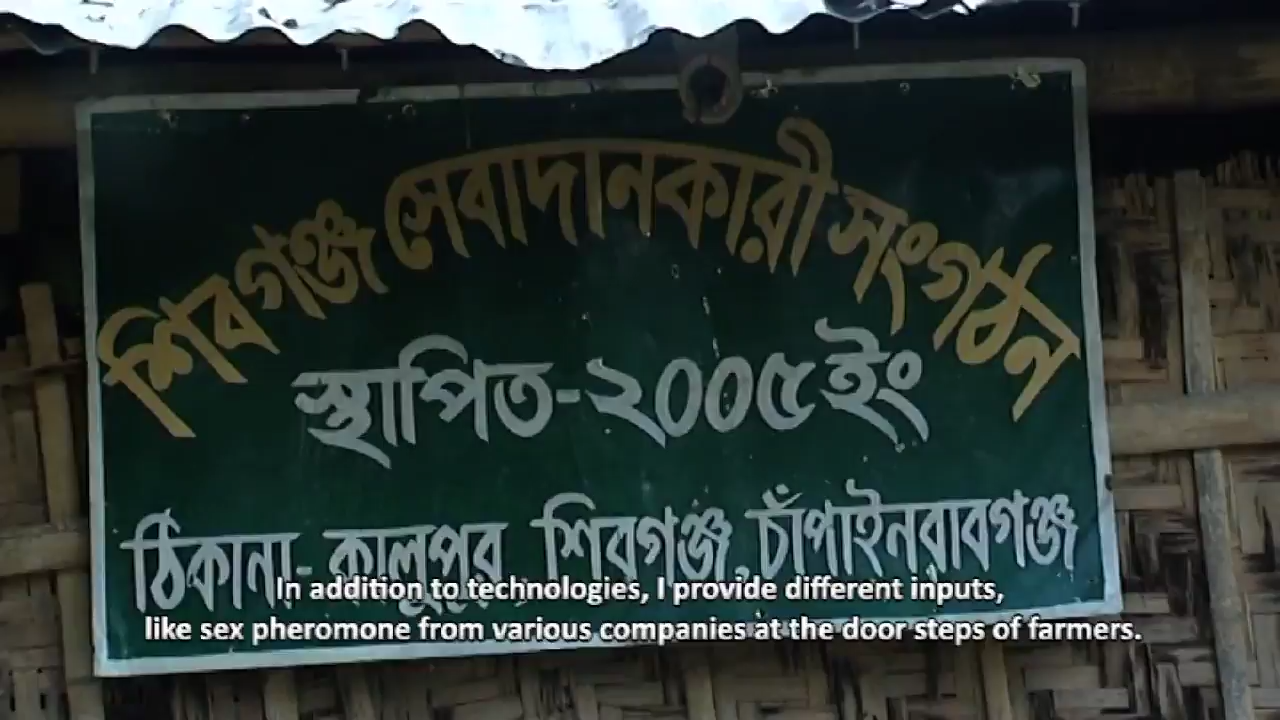 শিবগঞ্জ সেবাদানকারী সংগঠন
স্থাপিত-২০০৫ইং
ঠিকানা- কালুপুর, শিবগঞ্জ, চাঁপাইনবাবগঞ্জ
In addition to technologies, I provide different inputs,
like sex pheromone from various companies at the door steps of farmers.